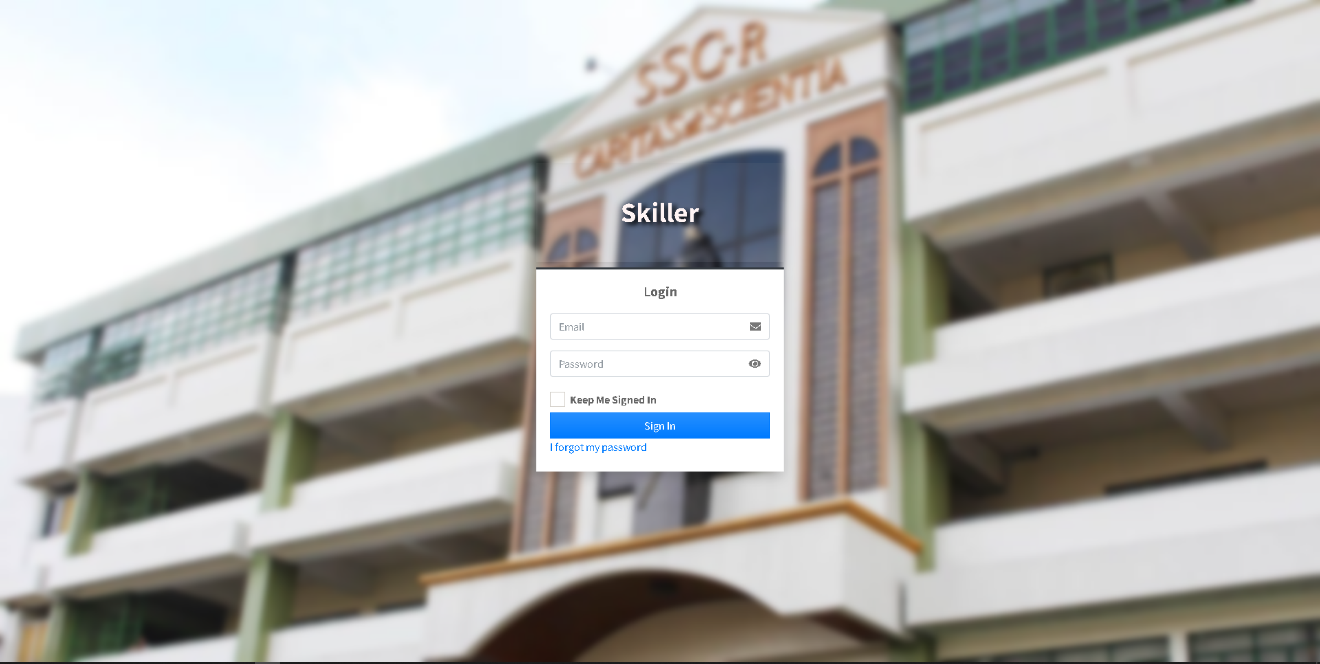 SSC-R
CARITAS et SCIENTIA
Skiller
Login
Email
Password
Keep Me Signed In
Sign In
I forgot my password